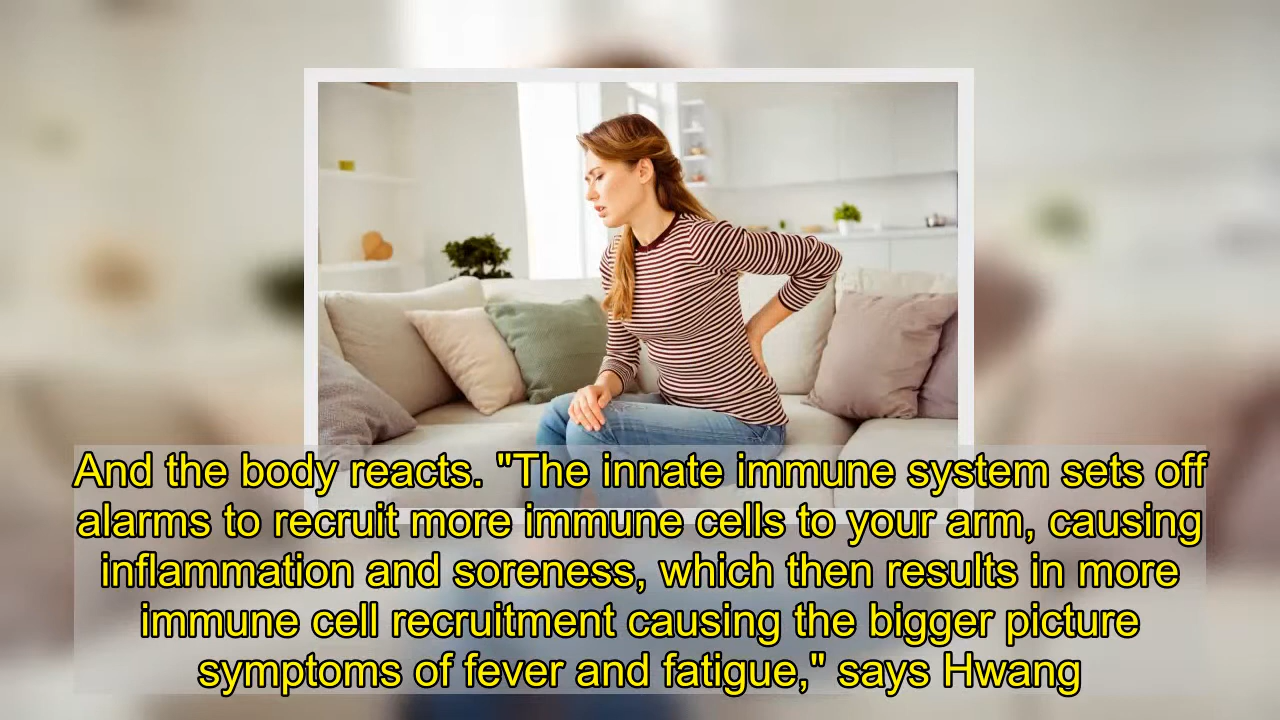 And the body reacts. "The innate immune system sets off
alarms to recruit more immune cells to your arm, causing
inflammation and soreness, which then results in more
immune cell recruitment causing the bigger picture
symptoms of fever and fatigue," says Hwang